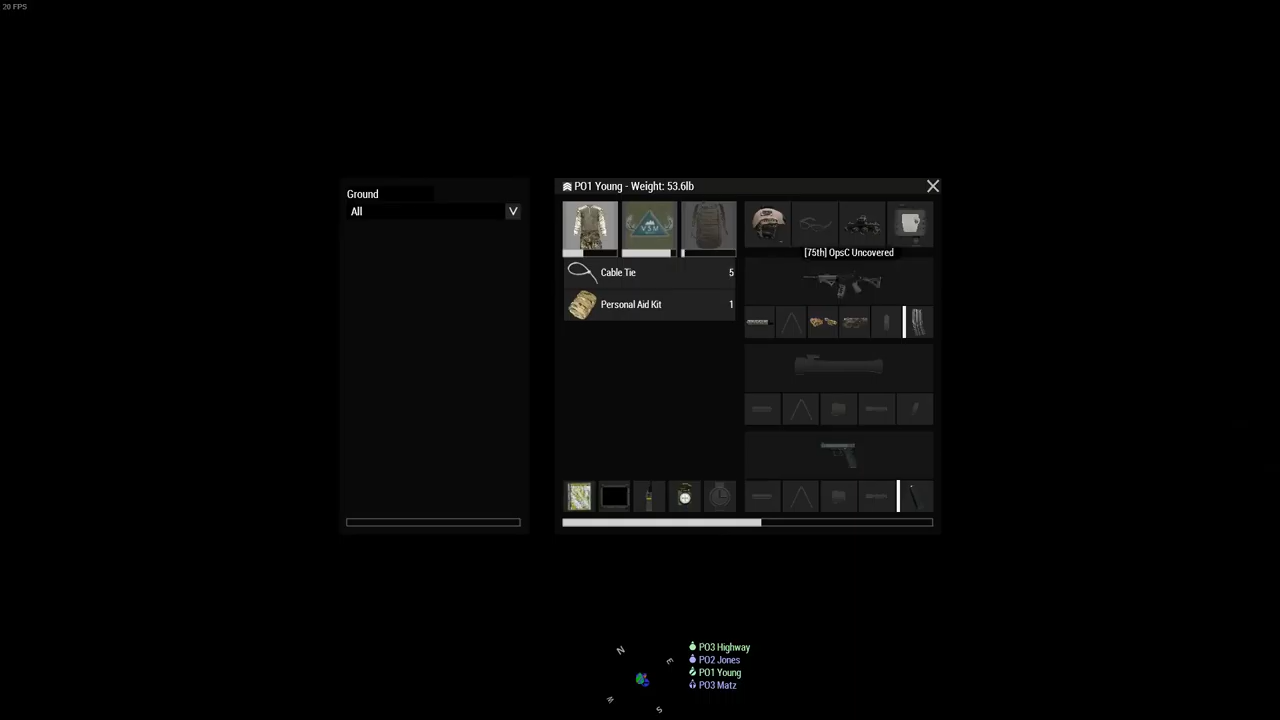 20 FPS
Ground
All
V
PO1 Young - Weight: 53.6lb
VSM
[75th] OpsC Uncovered
Cable Tie 5
Personal Aid Kit 1
N
E
W
S
PO3 Highway
PO2 Jones
PO1 Young
PO3 Matz